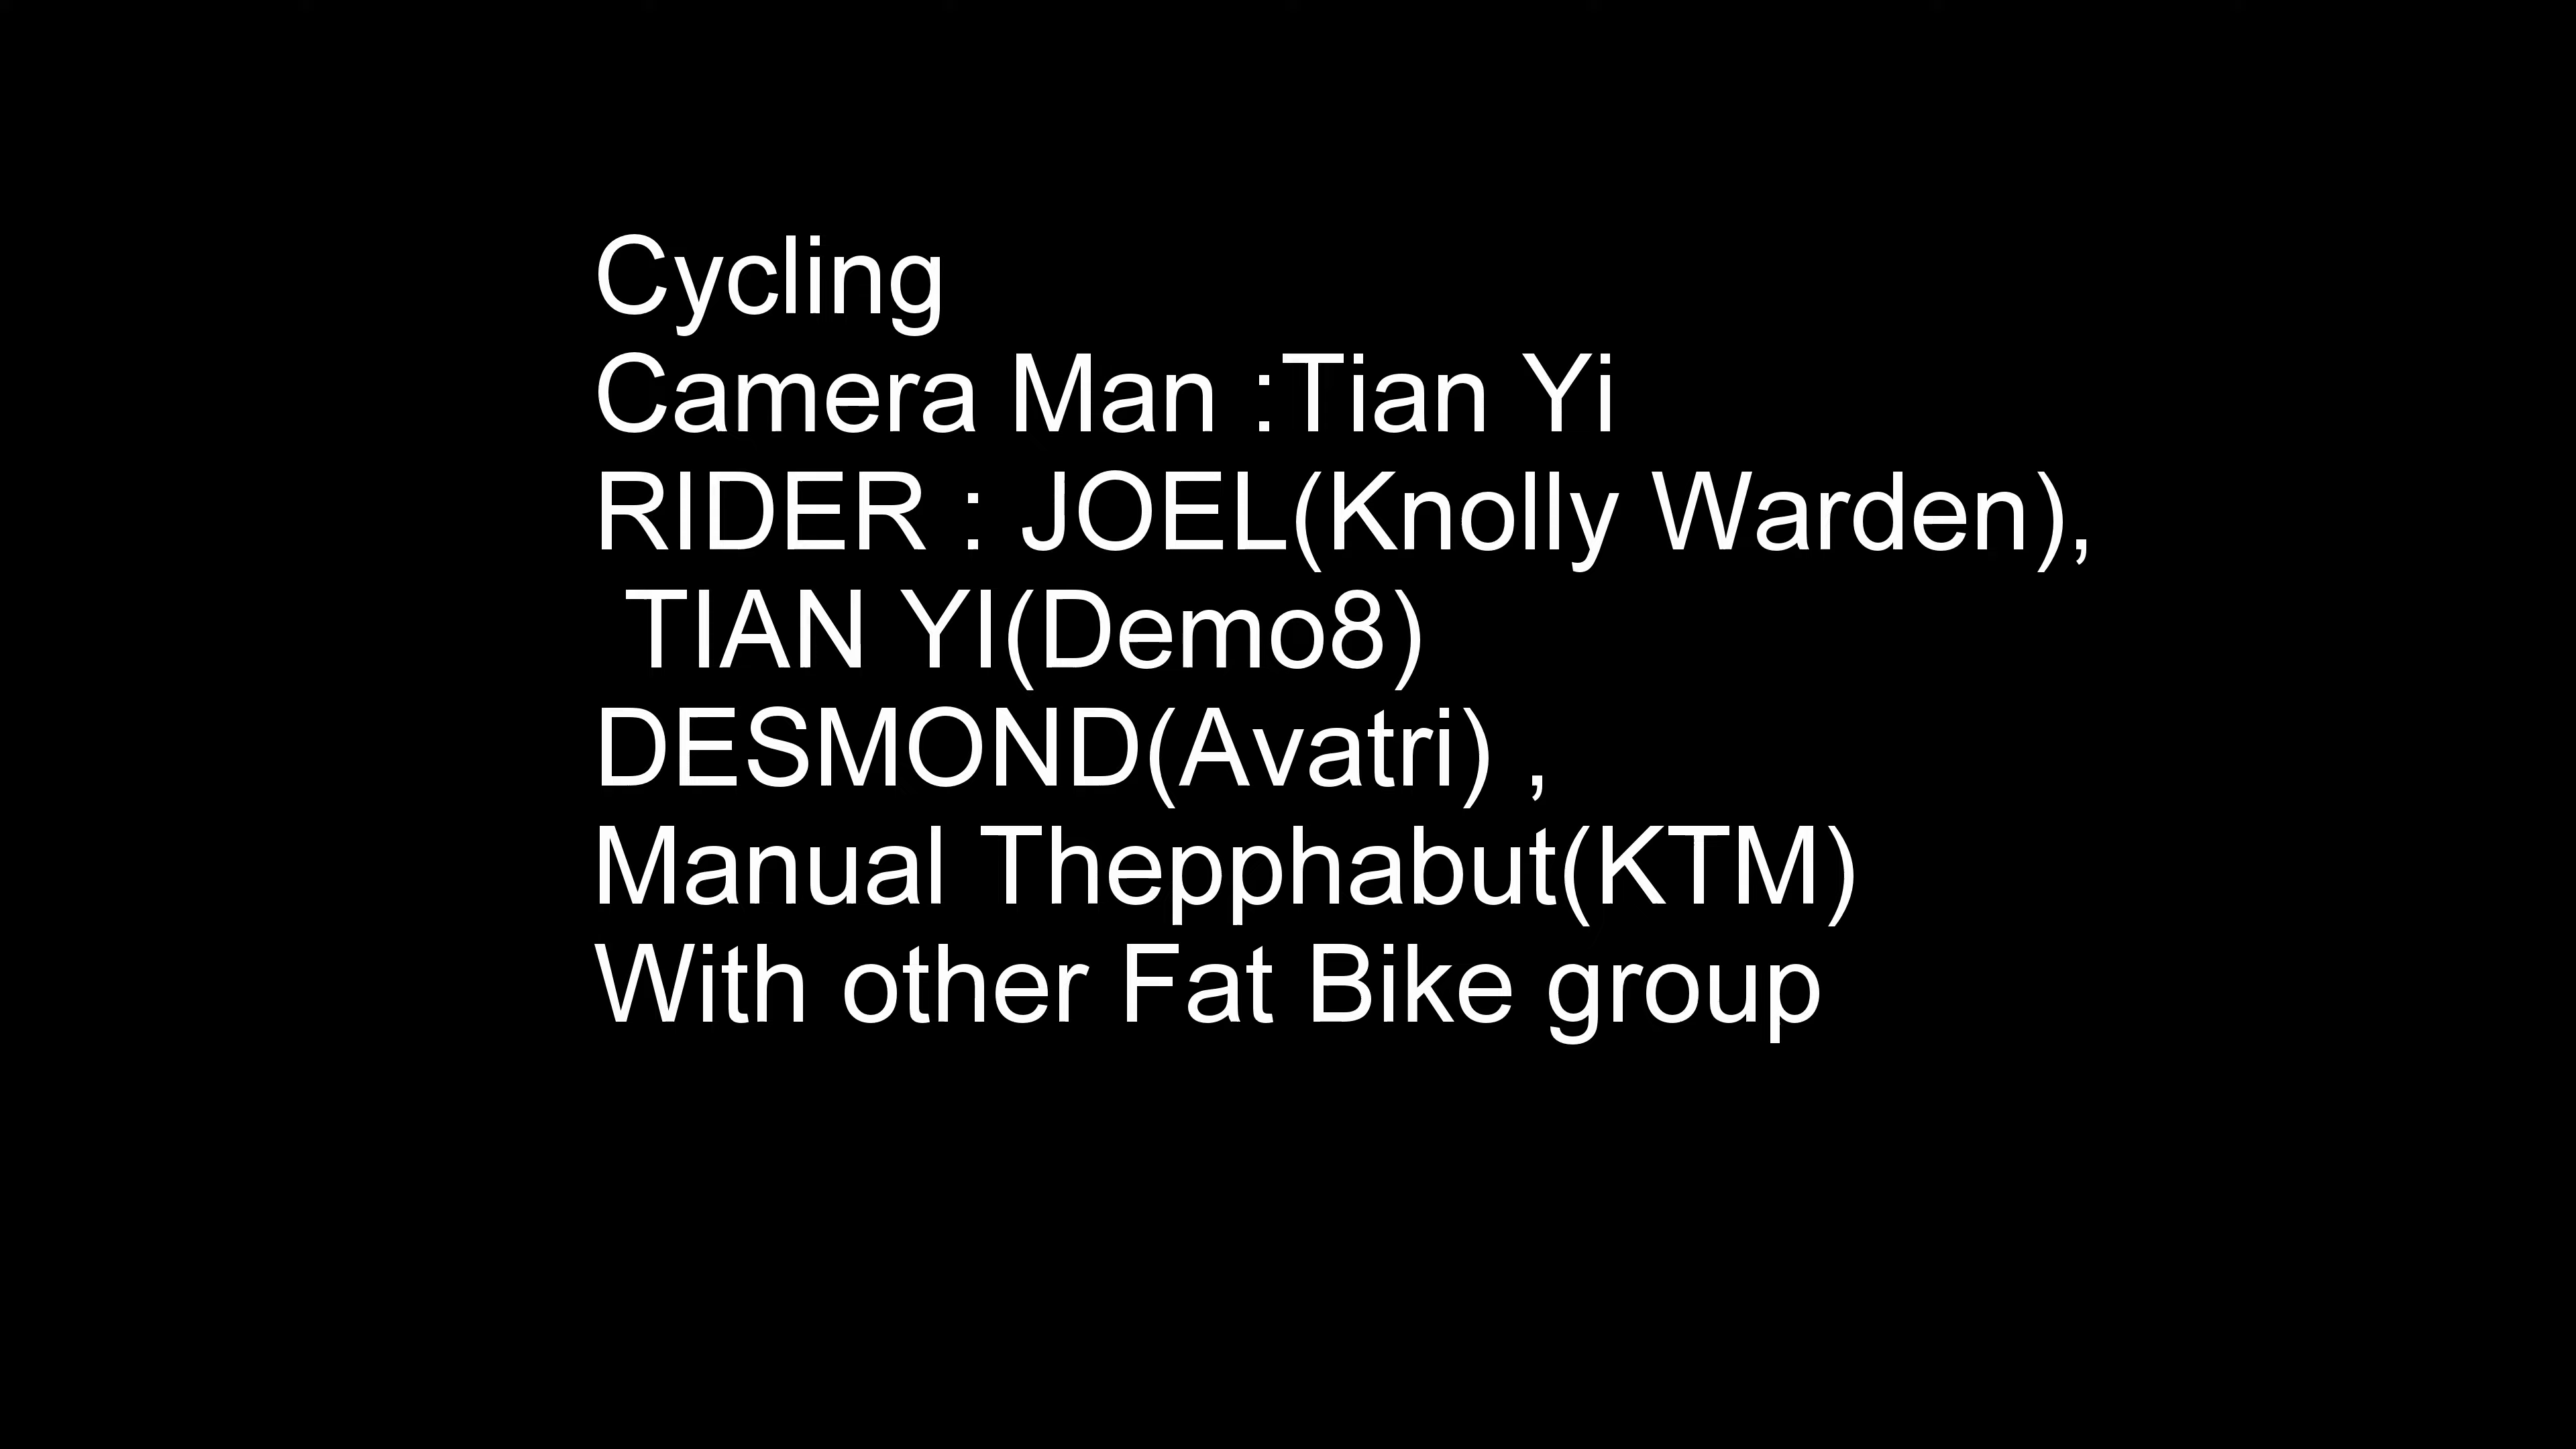 Cycling
Camera Man :Tian Yi
RIDER : JOEL(Knolly Warden),
TIAN YI(Demo8)
DESMOND(Avatri) ,
Manual Thepphabut(KTM)
With other Fat Bike group